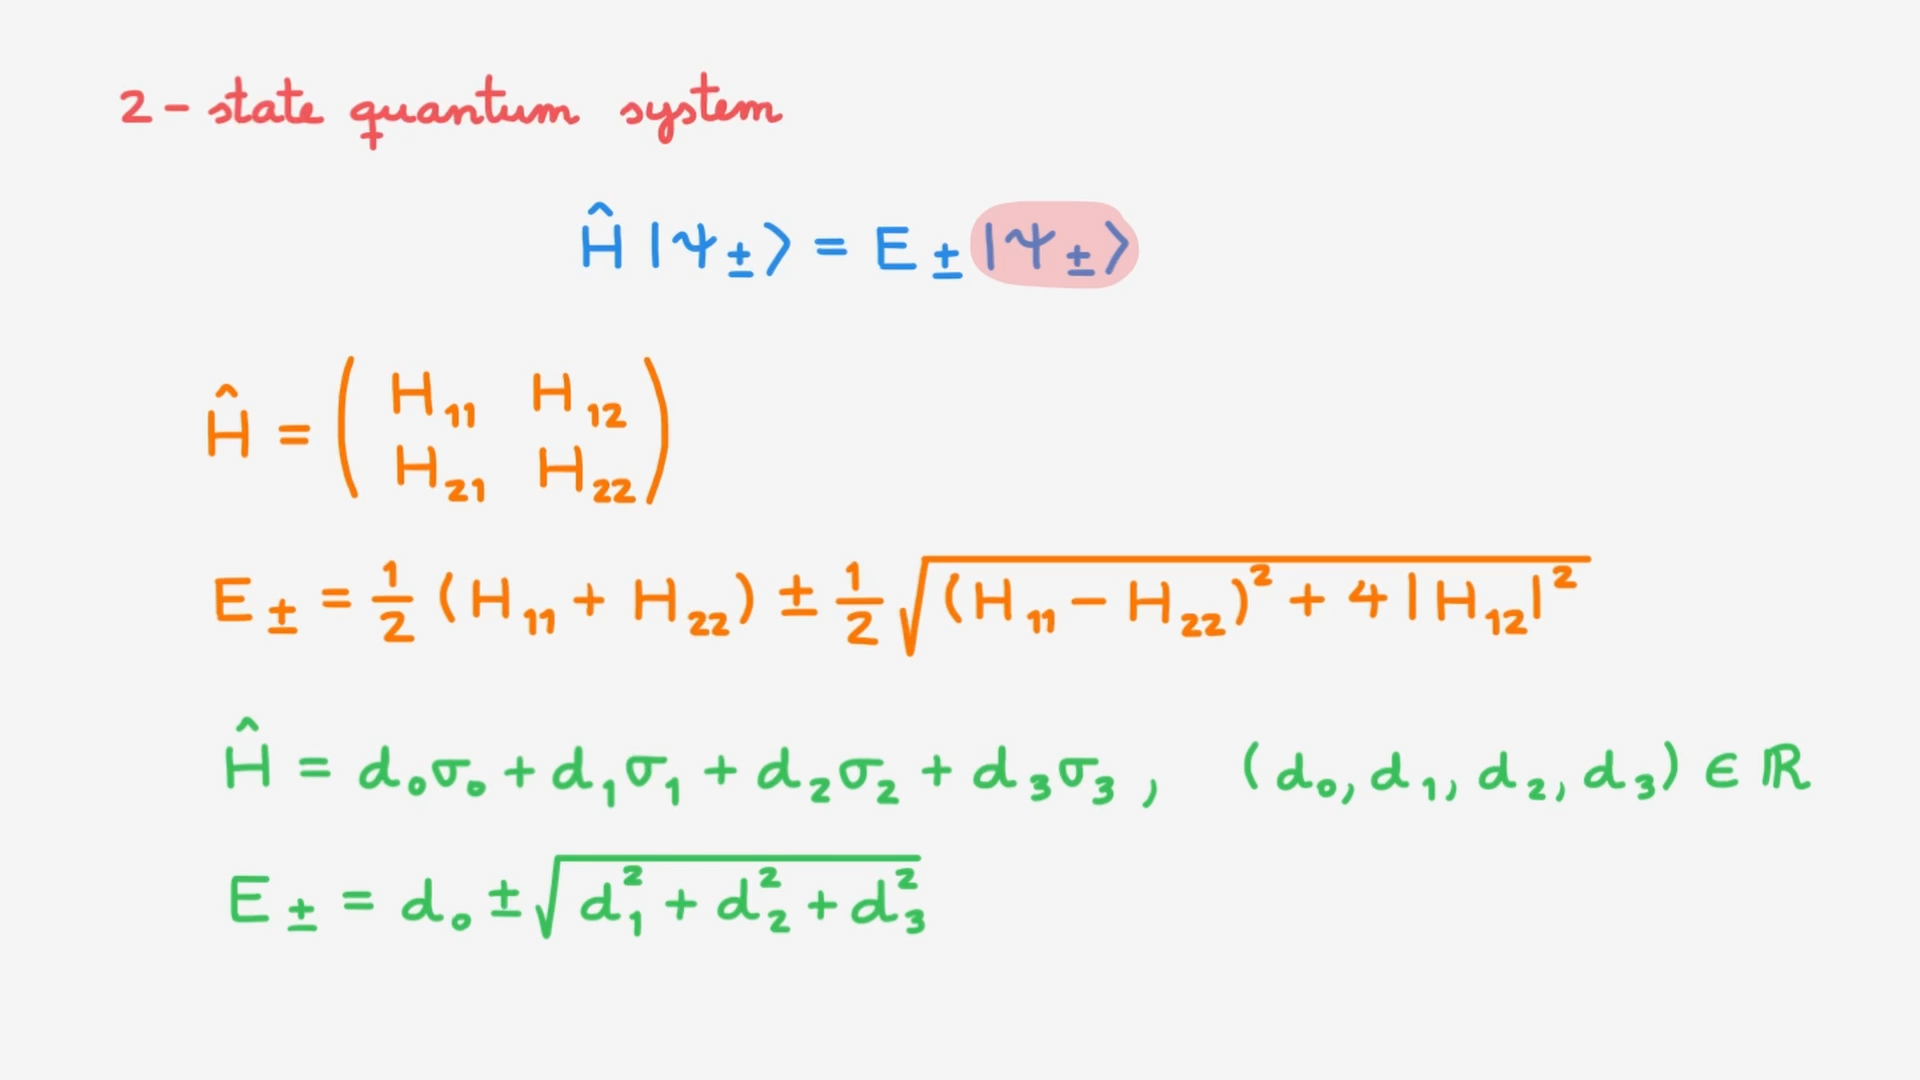 2 - state quantum system
Ĥ |ψ±⟩ = E± |ψ±⟩
Ĥ = ( H₁₁ H₁₂
H₂₁ H₂₂ )
E± = 1/2 (H₁₁ + H₂₂) ± 1/2 √((H₁₁ − H₂₂)² + 4|H₁₂|²)
Ĥ = d₀σ₀ + d₁σ₁ + d₂σ₂ + d₃σ₃ , (d₀, d₁, d₂, d₃) ∈ ℝ
E± = d₀ ± √(d₁² + d₂² + d₃²)